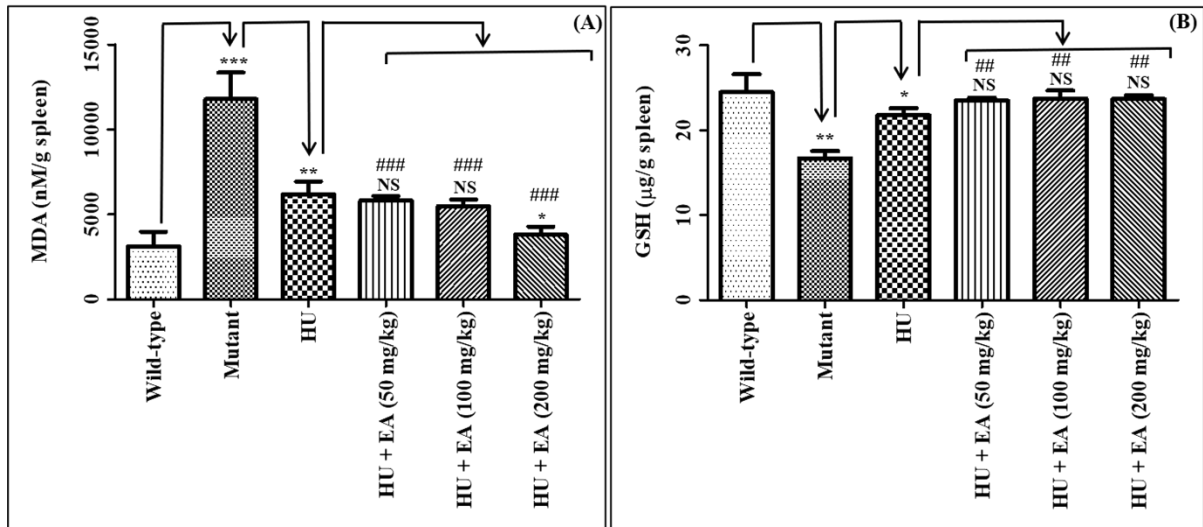 (A)
MDA (nM/g spleen)
15000
10000
5000
0
***
**
###
NS
###
NS
###
*
Wild-type
Mutant
HU
HU + EA (50 mg/kg)
HU + EA (100 mg/kg)
HU + EA (200 mg/kg)
(B)
GSH (µg/g spleen)
30
20
10
0
**
*
##
NS
##
NS
##
NS
Wild-type
Mutant
HU
HU + EA (50 mg/kg)
HU + EA (100 mg/kg)
HU + EA (200 mg/kg)